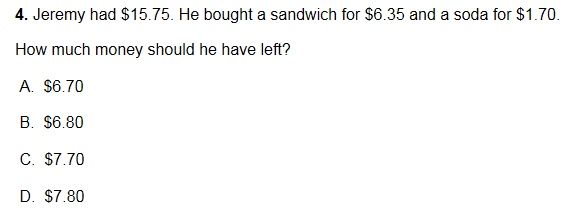 4. Jeremy had $15.75. He bought a sandwich for $6.35 and a soda for $1.70.
How much money should he have left?
A. $6.70
B. $6.80
C. $7.70
D. $7.80